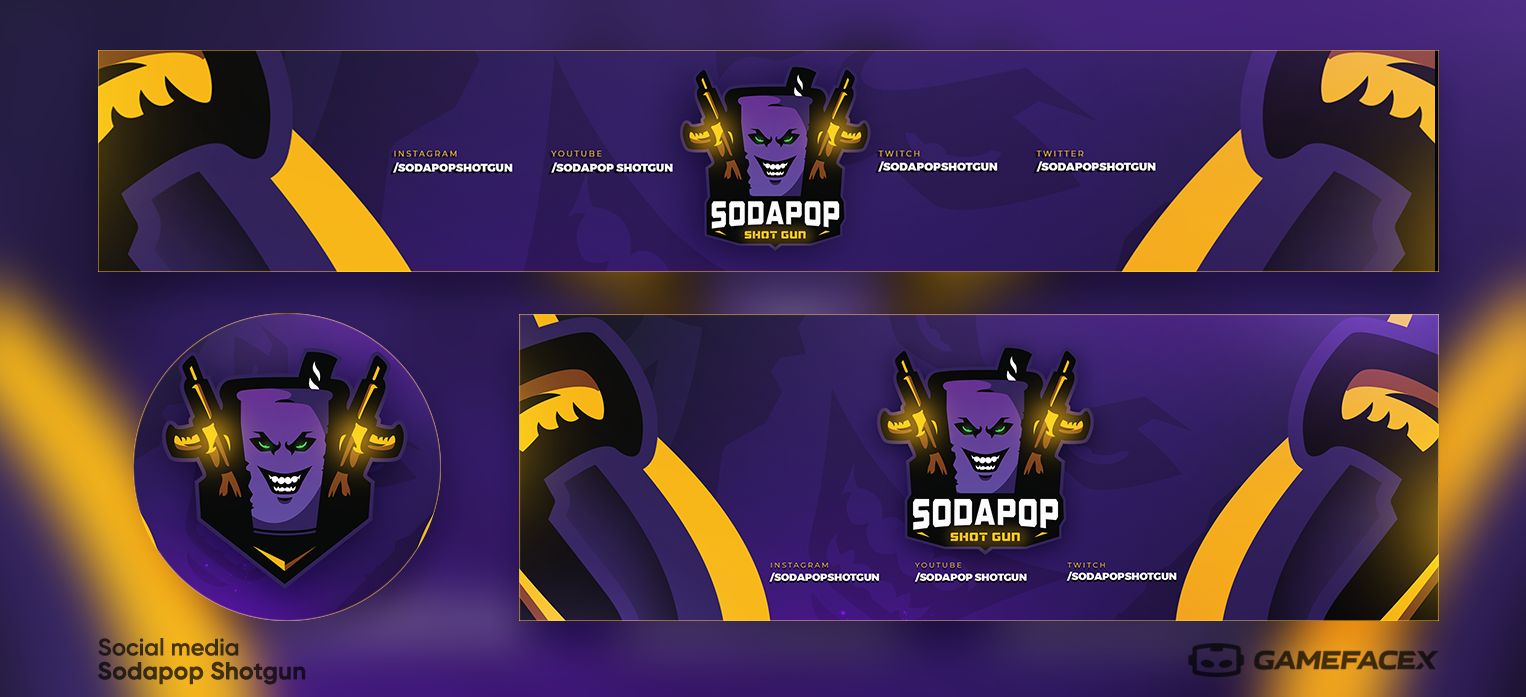 INSTAGRAM
/SODAPOPSHOTGUN
YOUTUBE
/SODAPOP SHOTGUN
SODAPOP
SHOT GUN
TWITCH
/SODAPOPSHOTGUN
TWITTER
/SODAPOPSHOTGUN
SODAPOP
SHOT GUN
INSTAGRAM
/SODAPOPSHOTGUN
YOUTUBE
/SODAPOP SHOTGUN
TWITCH
/SODAPOPSHOTGUN
Social media
Sodapop Shotgun
GAMEFACEX